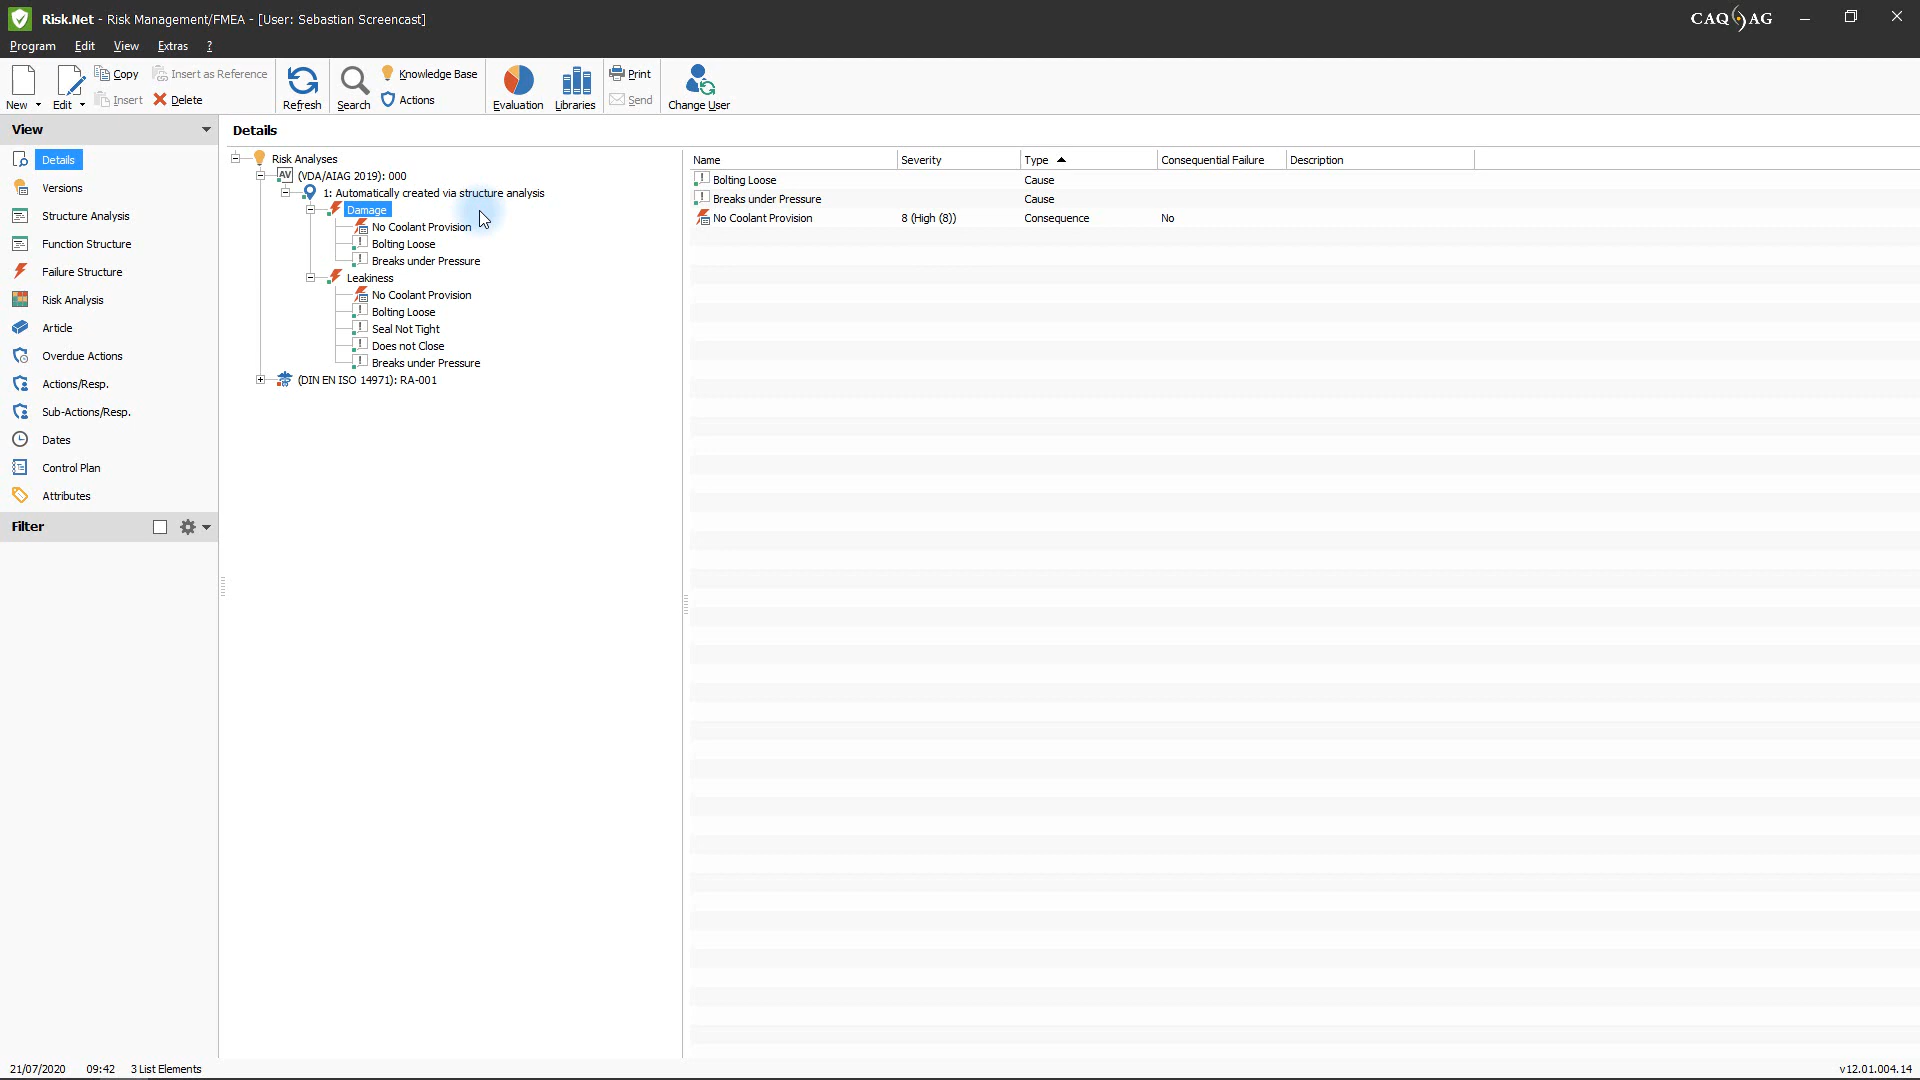 Risk.Net - Risk Management/FMEA - [User: Sebastian Screencast]
CAQ AG
Program Edit View Extras ?
New Edit Copy Insert Insert as Reference Delete Refresh Search Knowledge Base Actions Evaluation Libraries Print Send Change User
View
Details
Versions
Structure Analysis
Function Structure
Failure Structure
Risk Analysis
Article
Overdue Actions
Actions/Resp.
Sub-Actions/Resp.
Dates
Control Plan
Attributes
Filter
Details
Risk Analyses
AV (VDA/AIAG 2019): 000
1: Automatically created via structure analysis
Damage
No Coolant Provision
Bolting Loose
Breaks under Pressure
Leakiness
No Coolant Provision
Bolting Loose
Seal Not Tight
Does not Close
Breaks under Pressure
(DIN EN ISO 14971): RA-001
Name Severity Type Consequential Failure Description
Bolting Loose Cause
Breaks under Pressure Cause
No Coolant Provision 8 (High (8)) Consequence No
21/07/2020 09:42 3 List Elements
v12.01.004.14